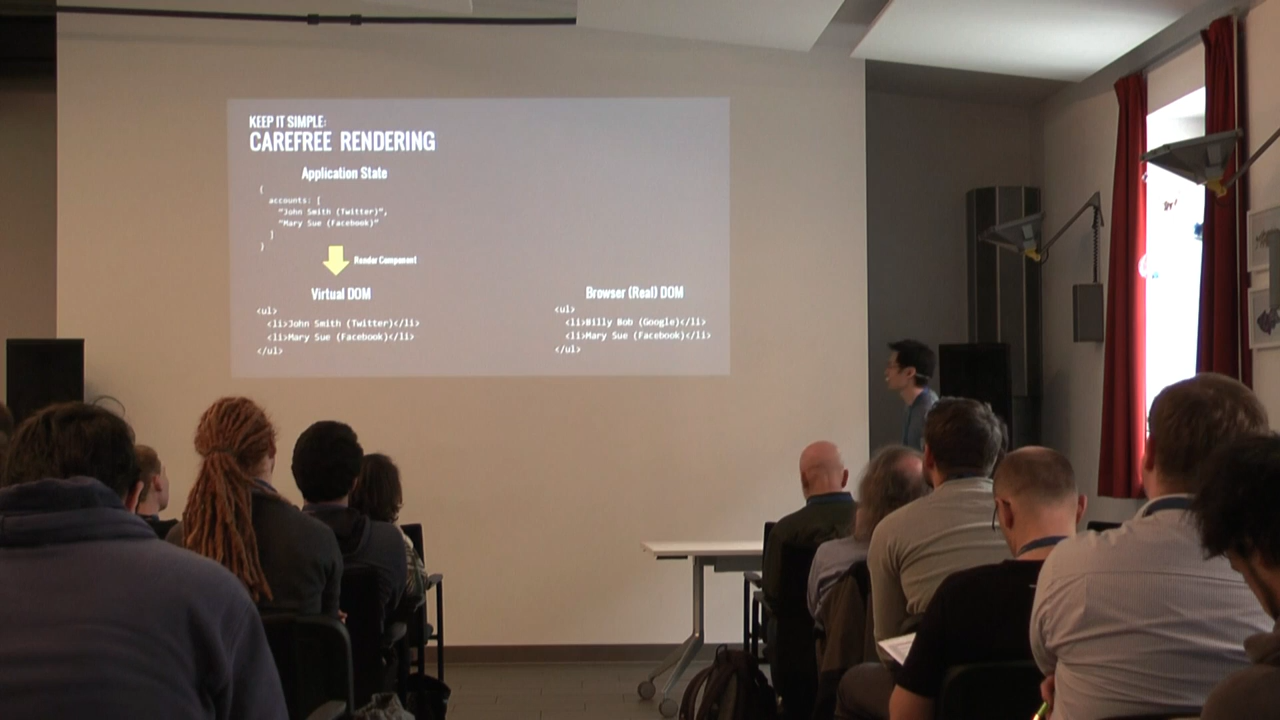 KEEP IT SIMPLE:
CAREFREE RENDERING
Application State
{
accounts: [
"John Smith (Twitter)",
"Mary Sue (Facebook)"
]
}
Render Component
Virtual DOM
<ul>
<li>John Smith (Twitter)</li>
<li>Mary Sue (Facebook)</li>
</ul>
Browser (Real) DOM
<ul>
<li>Billy Bob (Google)</li>
<li>Mary Sue (Facebook)</li>
</ul>